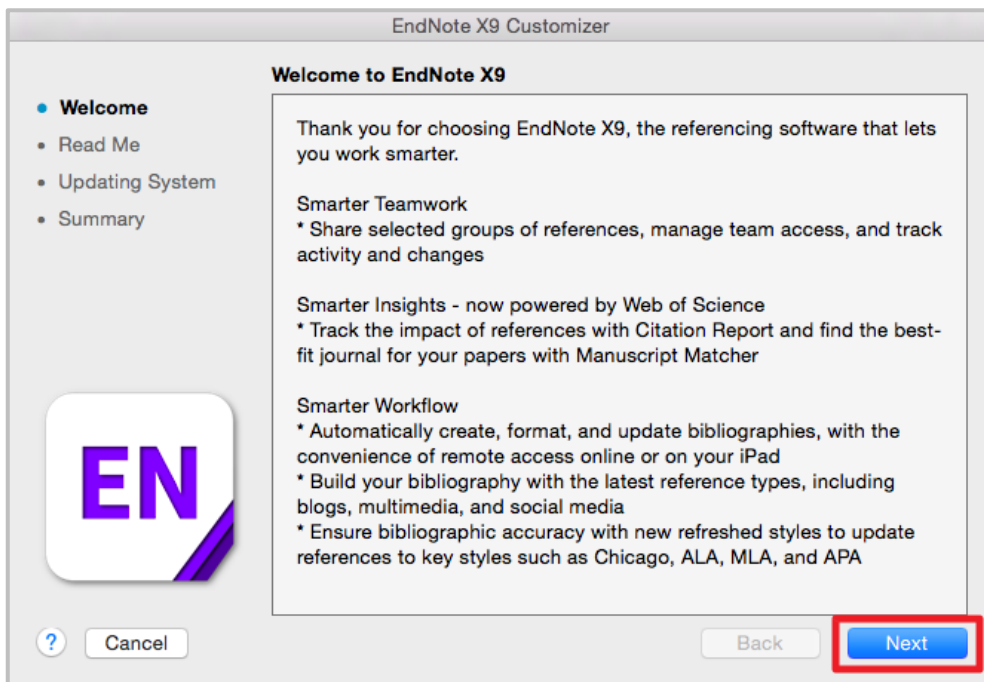 EndNote X9 Customizer
Welcome to EndNote X9
Welcome
Read Me
Updating System
Summary
Thank you for choosing EndNote X9, the referencing software that lets
you work smarter.
Smarter Teamwork
* Share selected groups of references, manage team access, and track
activity and changes
Smarter Insights - now powered by Web of Science
* Track the impact of references with Citation Report and find the best-
fit journal for your papers with Manuscript Matcher
Smarter Workflow
* Automatically create, format, and update bibliographies, with the
convenience of remote access online or on your iPad
* Build your bibliography with the latest reference types, including
blogs, multimedia, and social media
* Ensure bibliographic accuracy with new refreshed styles to update
references to key styles such as Chicago, ALA, MLA, and APA
EN
? Cancel Back Next